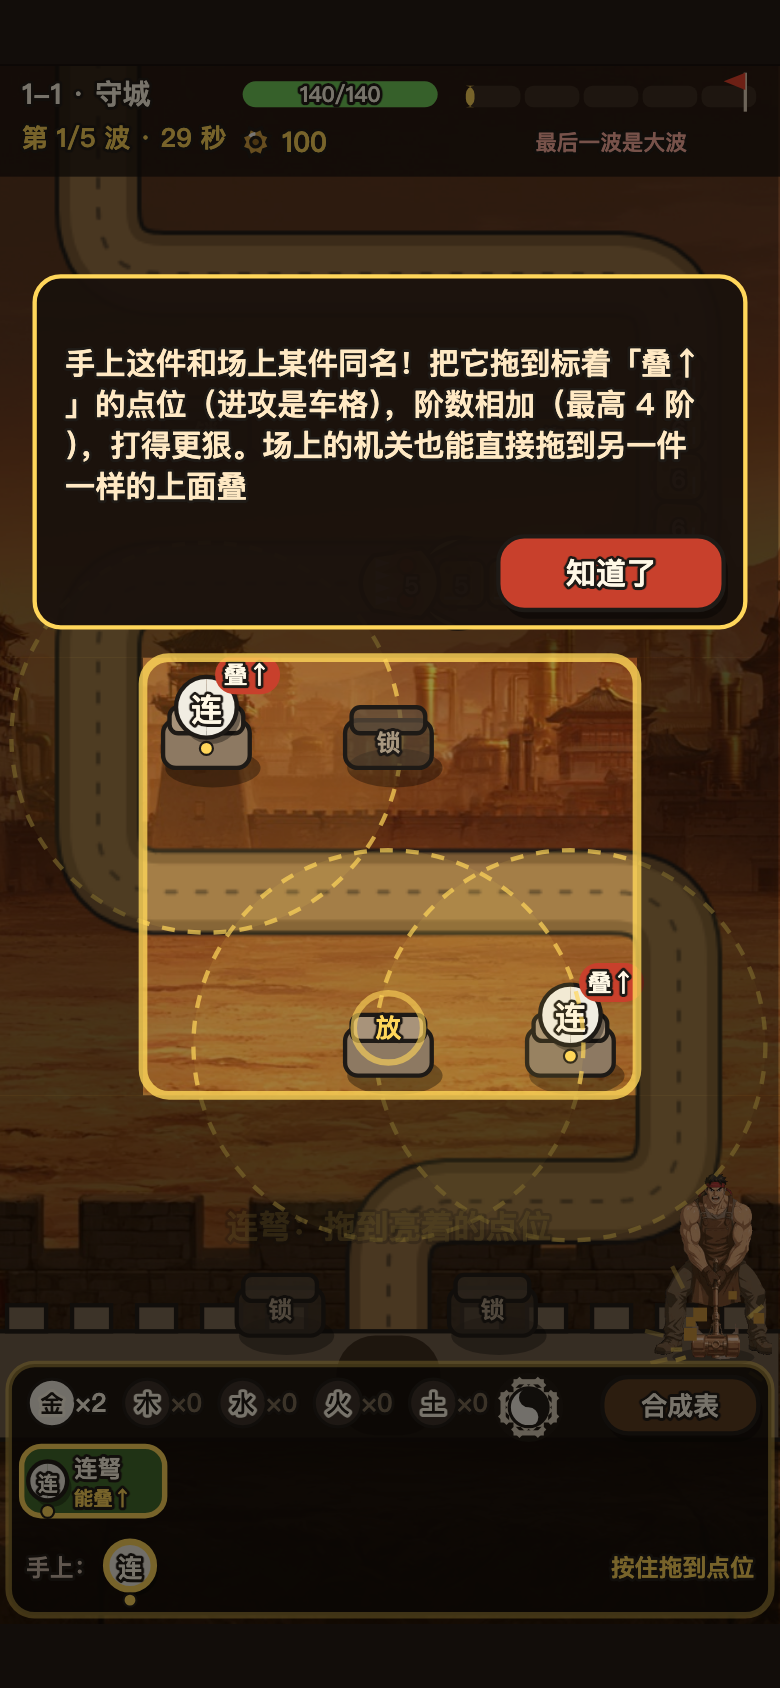 1–1 · 守城
140/140
第 1/5 波 · 29 秒
100
最后一波是大波
手上这件和场上某件同名！把它拖到标着「叠↑
」的点位（进攻是车格），阶数相加（最高 4 阶
），打得更狠。场上的机关也能直接拖到另一件
一样的上面叠
知道了
叠↑
连
锁
叠↑
放
连
连弩：拖到亮着的点位
锁
锁
金×2
木×0
水×0
火×0
土×0
合成表
连
连弩
能叠↑
手上：
连
按住拖到点位